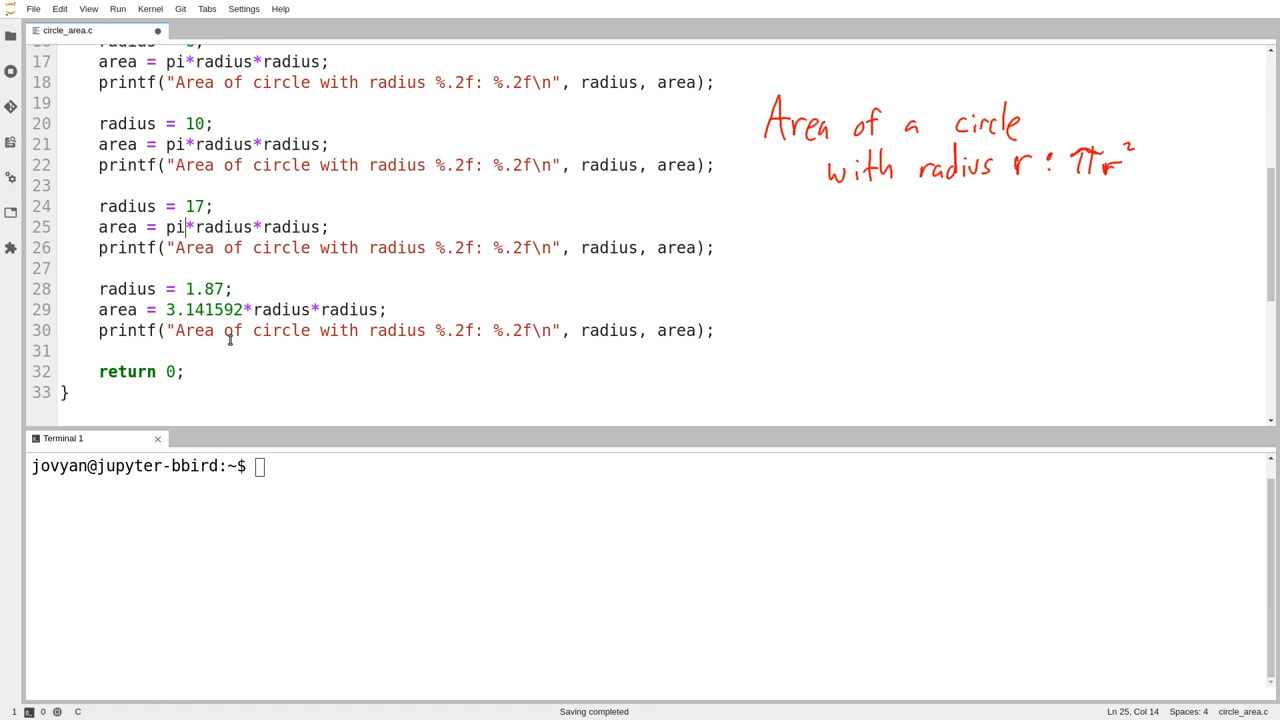 File Edit View Run Kernel Git Tabs Settings Help
circle_area.c
17 area = pi*radius*radius;
18 printf("Area of circle with radius %.2f: %.2f\n", radius, area);
19
20 radius = 10;
21 area = pi*radius*radius;
22 printf("Area of circle with radius %.2f: %.2f\n", radius, area);
23
24 radius = 17;
25 area = pi*radius*radius;
26 printf("Area of circle with radius %.2f: %.2f\n", radius, area);
27
28 radius = 1.87;
29 area = 3.141592*radius*radius;
30 printf("Area of circle with radius %.2f: %.2f\n", radius, area);
31
32 return 0;
33 }
Area of a circle
with radius r : πr²
Terminal 1
jovyan@jupyter-bbird:~$
1 0 C Saving completed Ln 25, Col 14 Spaces: 4 circle_area.c